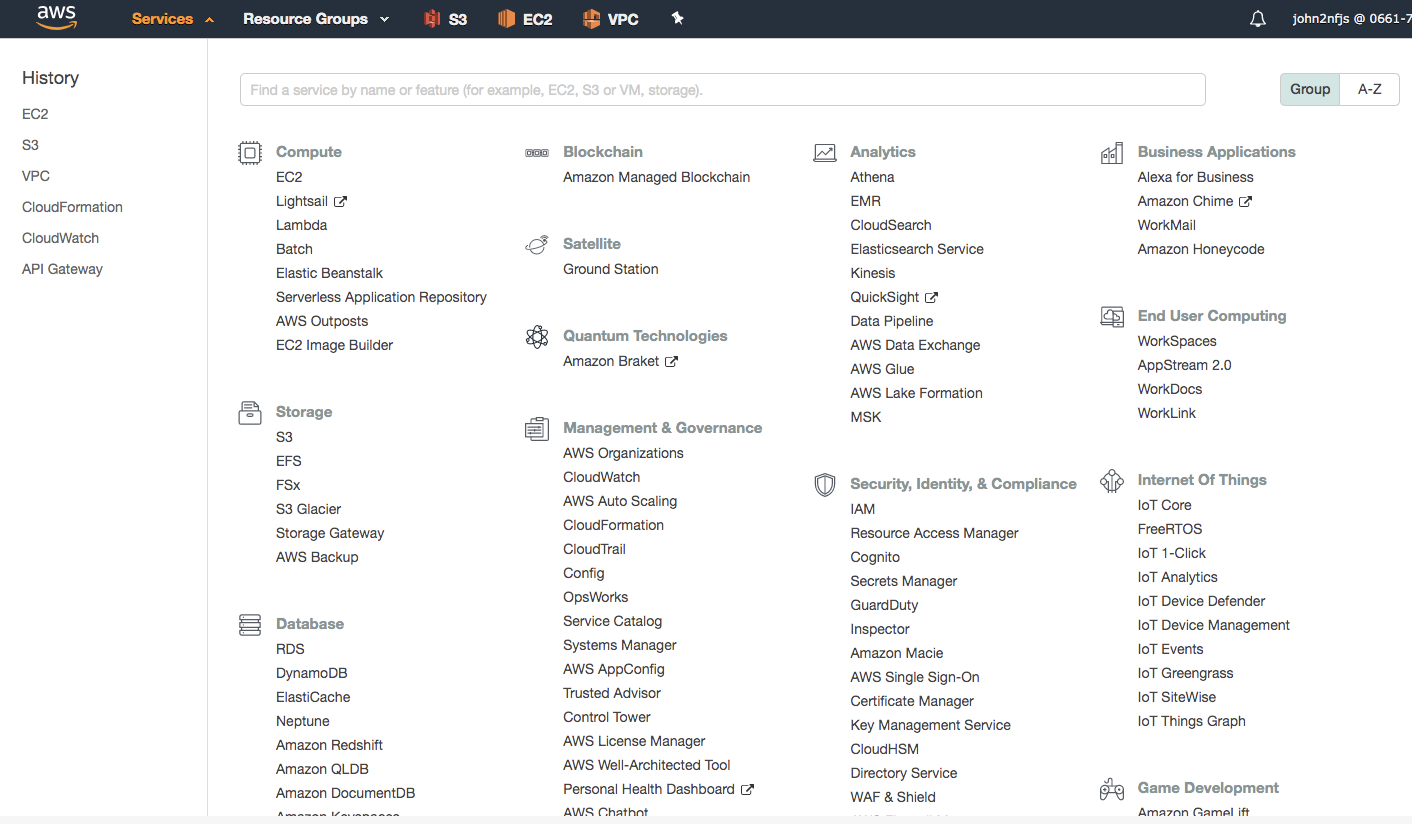 aws
Services
Resource Groups
S3
EC2
VPC
john2nfjs @ 0661-7
History
EC2
S3
VPC
CloudFormation
CloudWatch
API Gateway
Find a service by name or feature (for example, EC2, S3 or VM, storage).
Group
A-Z
Compute
EC2
Lightsail
Lambda
Batch
Elastic Beanstalk
Serverless Application Repository
AWS Outposts
EC2 Image Builder
Storage
S3
EFS
FSx
S3 Glacier
Storage Gateway
AWS Backup
Database
RDS
DynamoDB
ElastiCache
Neptune
Amazon Redshift
Amazon QLDB
Amazon DocumentDB
Amazon Keyspaces
Blockchain
Amazon Managed Blockchain
Satellite
Ground Station
Quantum Technologies
Amazon Braket
Management & Governance
AWS Organizations
CloudWatch
AWS Auto Scaling
CloudFormation
CloudTrail
Config
OpsWorks
Service Catalog
Systems Manager
AWS AppConfig
Trusted Advisor
Control Tower
AWS License Manager
AWS Well-Architected Tool
Personal Health Dashboard
AWS Chatbot
Analytics
Athena
EMR
CloudSearch
Elasticsearch Service
Kinesis
QuickSight
Data Pipeline
AWS Data Exchange
AWS Glue
AWS Lake Formation
MSK
Security, Identity, & Compliance
IAM
Resource Access Manager
Cognito
Secrets Manager
GuardDuty
Inspector
Amazon Macie
AWS Single Sign-On
Certificate Manager
Key Management Service
CloudHSM
Directory Service
WAF & Shield
Business Applications
Alexa for Business
Amazon Chime
WorkMail
Amazon Honeycode
End User Computing
WorkSpaces
AppStream 2.0
WorkDocs
WorkLink
Internet Of Things
IoT Core
FreeRTOS
IoT 1-Click
IoT Analytics
IoT Device Defender
IoT Device Management
IoT Events
IoT Greengrass
IoT SiteWise
IoT Things Graph
Game Development
Amazon GameLift